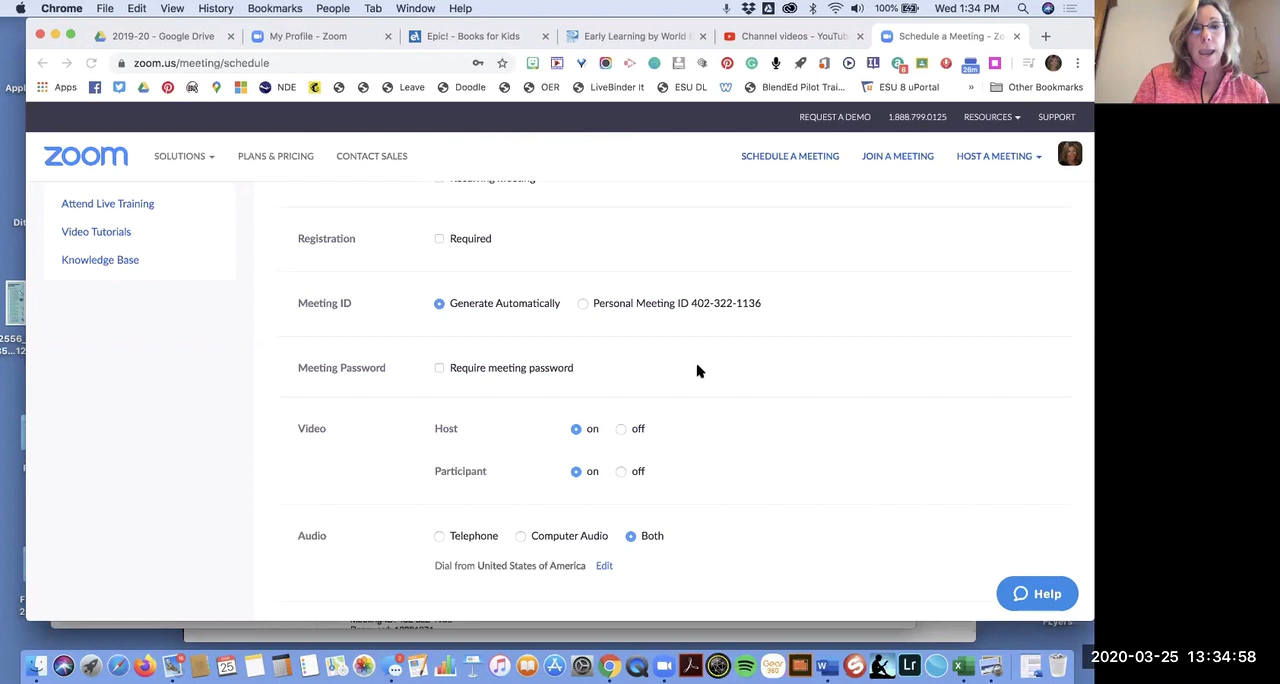 Chrome File Edit View History Bookmarks People Tab Window Help 100% Wed 1:34 PM
2019-20 - Google Drive My Profile - Zoom Epic! - Books for Kids Early Learning by World Channel videos - YouTu Schedule a Meeting - Zo
zoom.us/meeting/schedule
Apps NDE Leave Doodle OER LiveBinder It ESU DL BlendEd Pilot Trai... ESU 8 uPortal » Other Bookmarks
REQUEST A DEMO 1.888.799.0125 RESOURCES SUPPORT
zoom SOLUTIONS PLANS & PRICING CONTACT SALES SCHEDULE A MEETING JOIN A MEETING HOST A MEETING
Recurring meeting
Attend Live Training
Video Tutorials
Knowledge Base
Registration Required
Meeting ID Generate Automatically Personal Meeting ID 402-322-1136
Meeting Password Require meeting password
Video Host on off
Participant on off
Audio Telephone Computer Audio Both
Dial from United States of America Edit
Help
2020-03-25 13:34:58